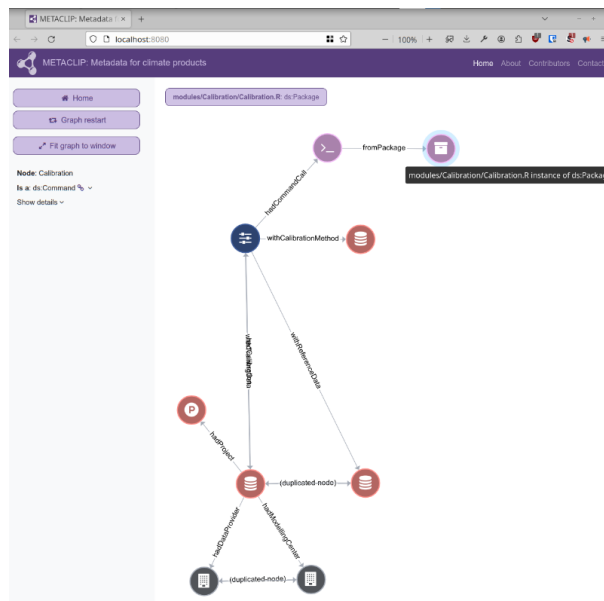 METACLIP: Metadata f
localhost:8080
100%
METACLIP: Metadata for climate products
Home About Contributors Contact
Home
Graph restart
Fit graph to window
Node: Calibration
Is a: ds:Command
Show details
modules/Calibration/Calibration.R: ds:Package
fromPackage
modules/Calibration/Calibration.R instance of ds:Packag
hadCommandCall
withCalibrationMethod
withReferenceData
P
hadProject
(duplicated-node)
hadDataProvider
hadModellingCenter
(duplicated-node)